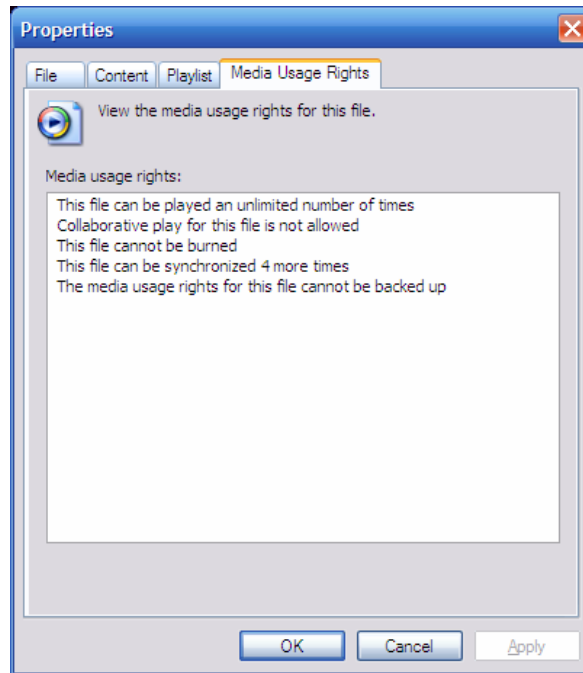 Properties
File Content Playlist Media Usage Rights
View the media usage rights for this file.
Media usage rights:
This file can be played an unlimited number of times
Collaborative play for this file is not allowed
This file cannot be burned
This file can be synchronized 4 more times
The media usage rights for this file cannot be backed up
OK Cancel Apply